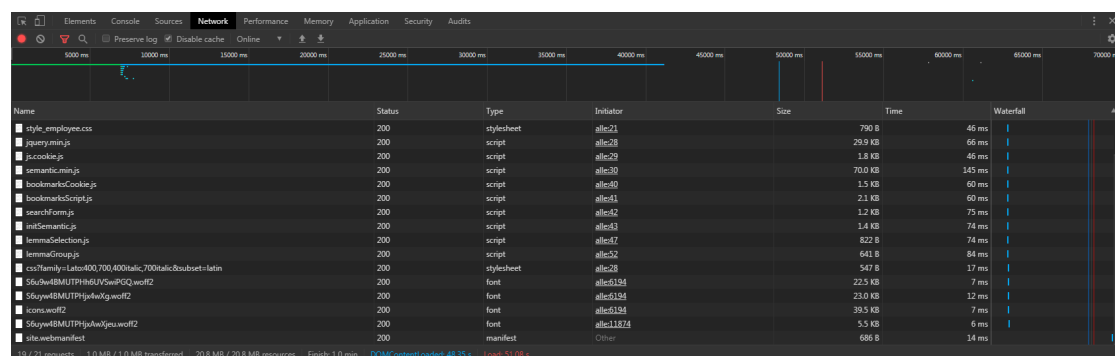 Elements Console Sources Network Performance Memory Application Security Audits
Preserve log Disable cache Online
5000 ms 10000 ms 15000 ms 20000 ms 25000 ms 30000 ms 35000 ms 40000 ms 45000 ms 50000 ms 55000 ms 60000 ms 65000 ms 70000
Name Status Type Initiator Size Time Waterfall
style_employee.css 200 stylesheet alle:21 790 B 46 ms
jquery.min.js 200 script alle:28 29.9 KB 66 ms
js.cookie.js 200 script alle:29 1.8 KB 46 ms
semantic.min.js 200 script alle:30 70.0 KB 145 ms
bookmarksCookie.js 200 script alle:40 1.5 KB 60 ms
bookmarksScript.js 200 script alle:41 2.1 KB 60 ms
searchForm.js 200 script alle:42 1.2 KB 75 ms
initSemantic.js 200 script alle:43 1.4 KB 74 ms
lemmaSelection.js 200 script alle:47 822 B 74 ms
lemmaGroup.js 200 script alle:52 641 B 84 ms
css?family=Lato:400,700,400italic,700italic&subset=latin 200 stylesheet alle:28 547 B 17 ms
S6u9w4BMUTPHh6UVSwiPGQ.woff2 200 font alle:6194 22.5 KB 7 ms
S6uyw4BMUTPHjx4wXg.woff2 200 font alle:6194 23.0 KB 12 ms
icons.woff2 200 font alle:6194 39.5 KB 7 ms
S6uyw4BMUTPHjxAwXjeu.woff2 200 font alle:11874 5.5 KB 6 ms
site.webmanifest 200 manifest Other 686 B 14 ms
19 / 21 requests 1.0 MB / 1.0 MB transferred 20.8 MB / 20.8 MB resources Finish: 1.0 min DOMContentLoaded: 48.35 s Load: 51.08 s